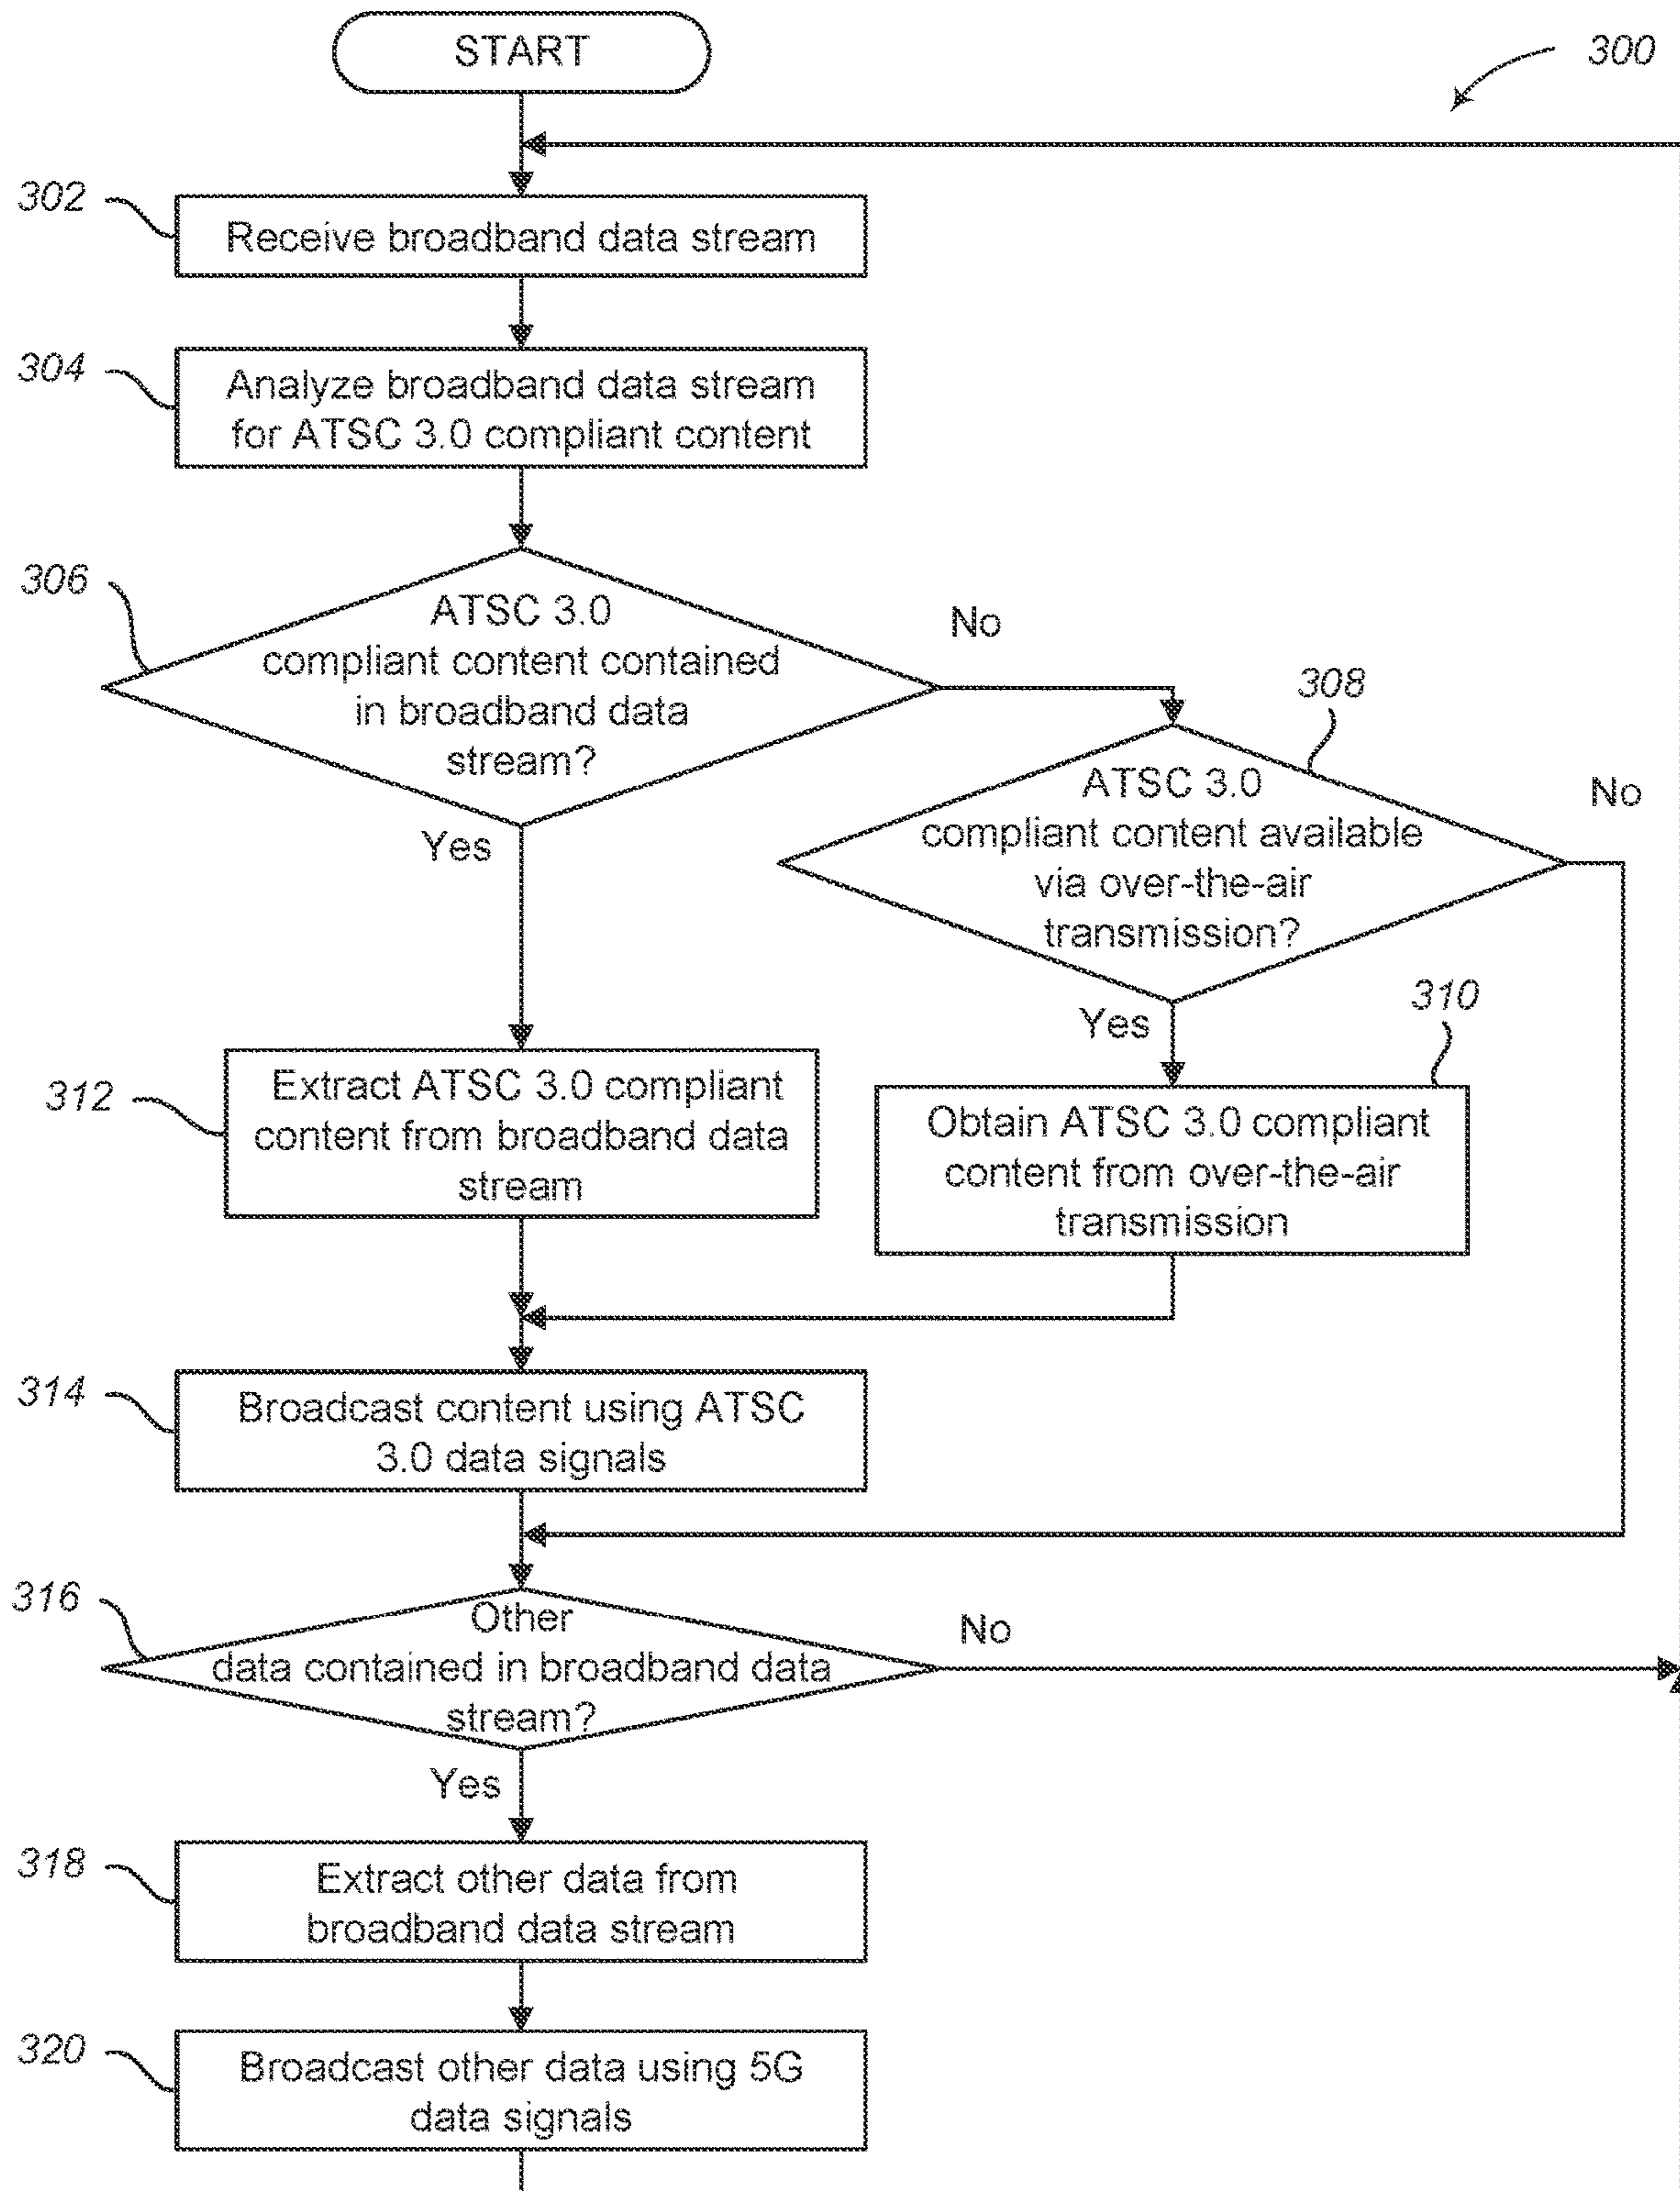 START
300
302
Receive broadband data stream
304
Analyze broadband data stream
for ATSC 3.0 compliant content
306
ATSC 3.0
compliant content contained
in broadband data
stream?
No
Yes
308
ATSC 3.0
compliant content available
via over-the-air
transmission?
No
Yes
310
Obtain ATSC 3.0 compliant
content from over-the-air
transmission
312
Extract ATSC 3.0 compliant
content from broadband data
stream
314
Broadcast content using ATSC
3.0 data signals
316
Other
data contained in broadband data
stream?
No
Yes
318
Extract other data from
broadband data stream
320
Broadcast other data using 5G
data signals